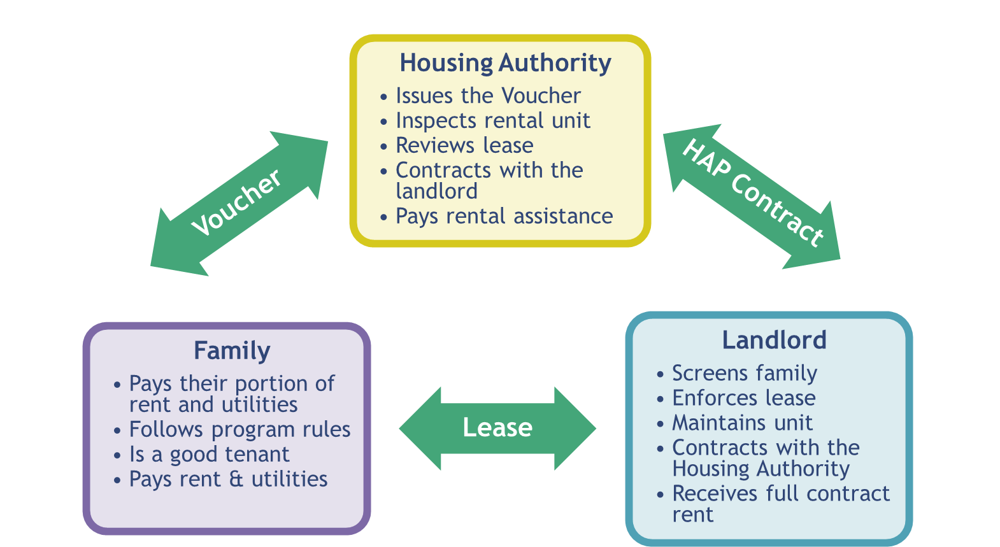 Housing Authority
• Issues the Voucher
• Inspects rental unit
• Reviews lease
• Contracts with the
landlord
• Pays rental assistance
Voucher
HAP Contract
Family
• Pays their portion of
rent and utilities
• Follows program rules
• Is a good tenant
• Pays rent & utilities
Lease
Landlord
• Screens family
• Enforces lease
• Maintains unit
• Contracts with the
Housing Authority
• Receives full contract
rent